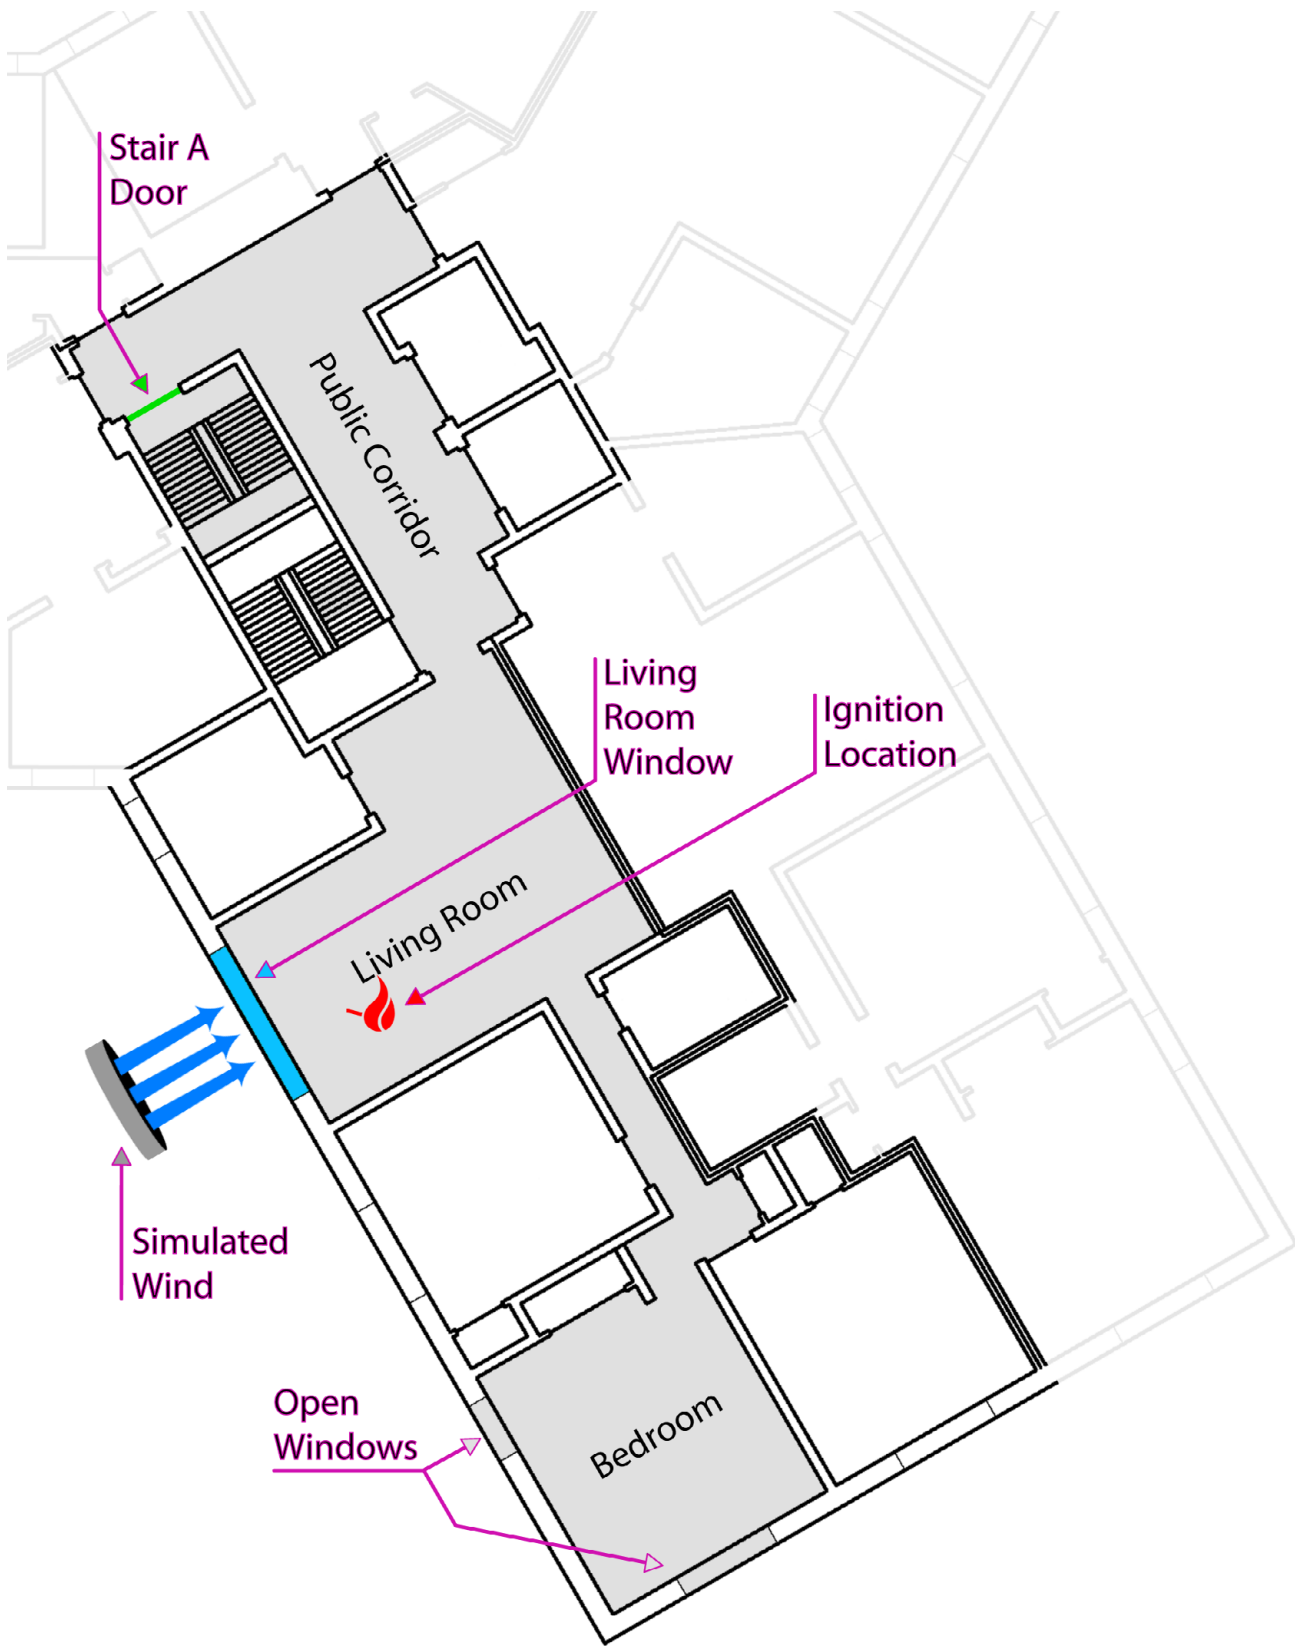 Stair A
Door
Public Corridor
Living
Room
Window
Ignition
Location
Living Room
Simulated
Wind
Open
Windows
Bedroom